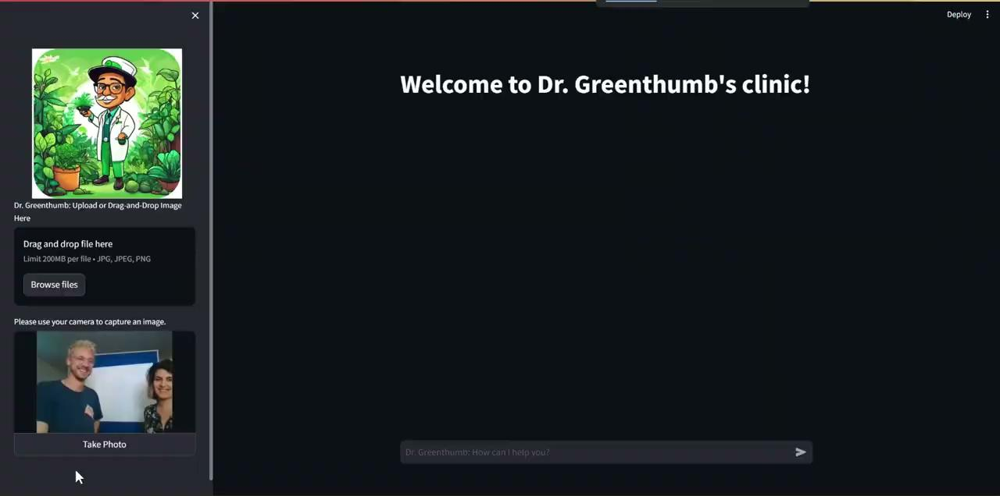 Deploy
Welcome to Dr. Greenthumb's clinic!
Dr. Greenthumb: Upload or Drag-and-Drop Image
Here
Drag and drop file here
Limit 200MB per file • JPG, JPEG, PNG
Browse files
Please use your camera to capture an image.
Take Photo
Dr. Greenthumb: How can I help you?